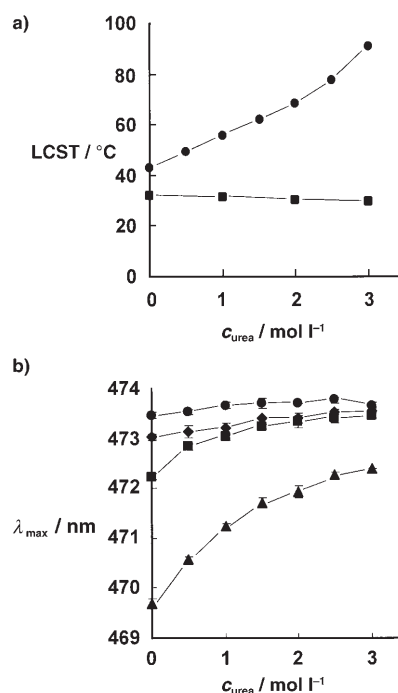 a)
100
80
LCST / °C
60
40
20
0
0 1 2 3
c_urea / mol l⁻¹
b)
474
473
472
λ_max / nm
471
470
469
0 1 2 3
c_urea / mol l⁻¹